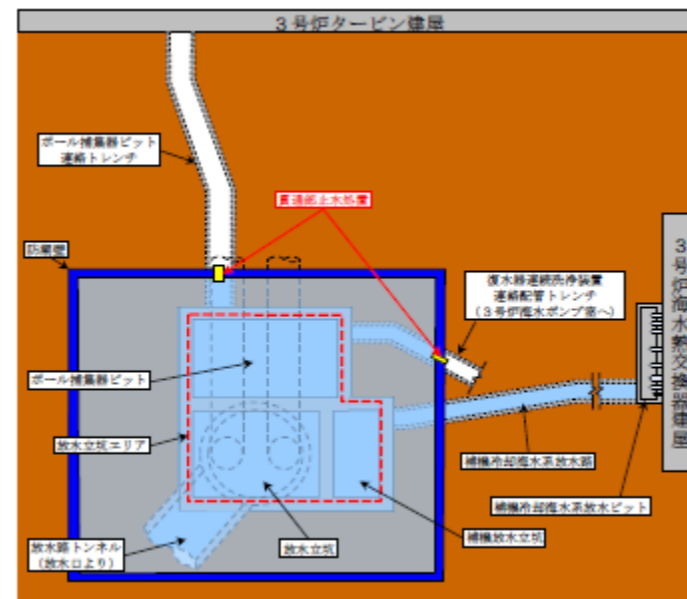 3号炉タービン建屋
ボール捕集器ピット
連絡トレンチ
貫通部止水処置
防潮壁
復水器連続洗浄装置
連絡配管トレンチ
(3号炉海水ポンプ室へ)
3号炉海水熱交換器建屋
ボール捕集器ピット
放水立坑エリア
補機冷却海水系放水路
補機冷却海水系放水ピット
放水路トンネル
(放水口より)
放水立坑
補機放水立坑